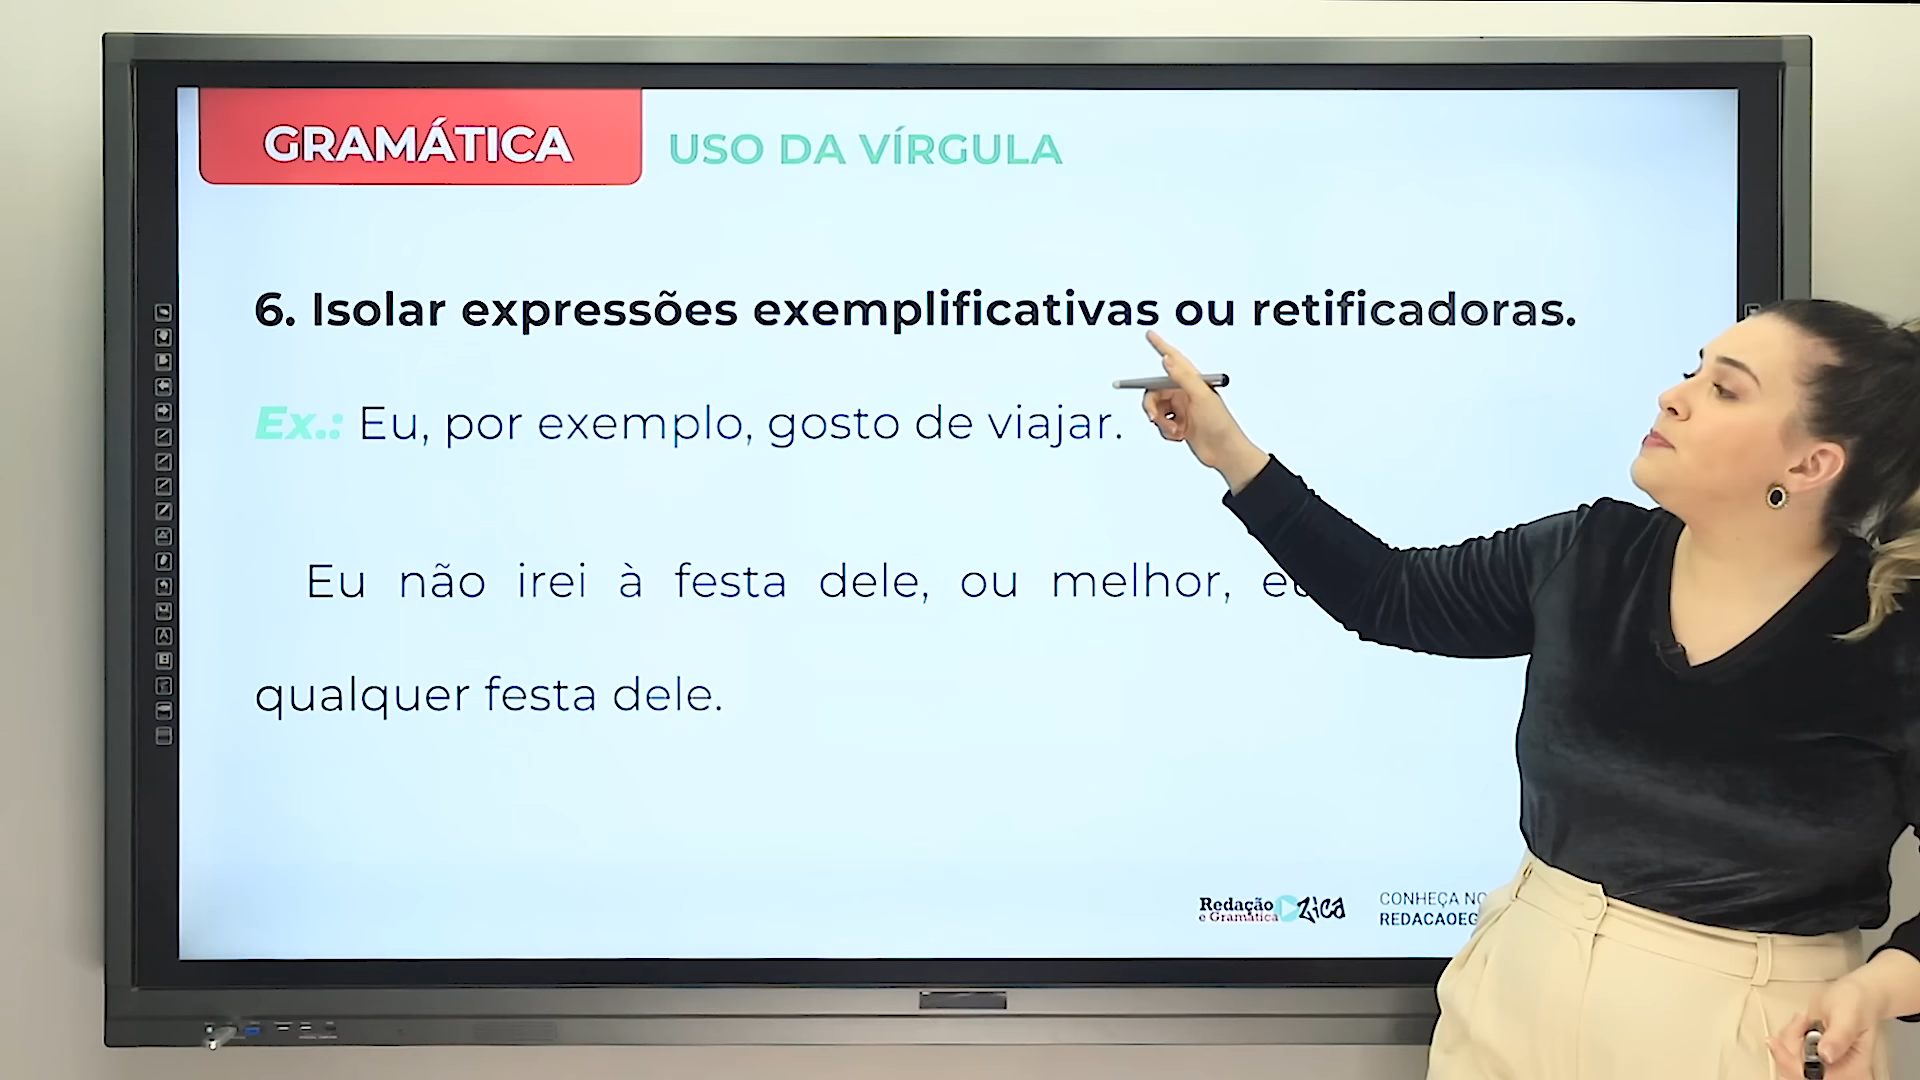 GRAMÁTICA USO DA VÍRGULA
6. Isolar expressões exemplificativas ou retificadoras.
Ex.: Eu, por exemplo, gosto de viajar.
Eu não irei à festa dele, ou melhor,
qualquer festa dele.
Redação
e Gramática
Zica
CONHEÇA